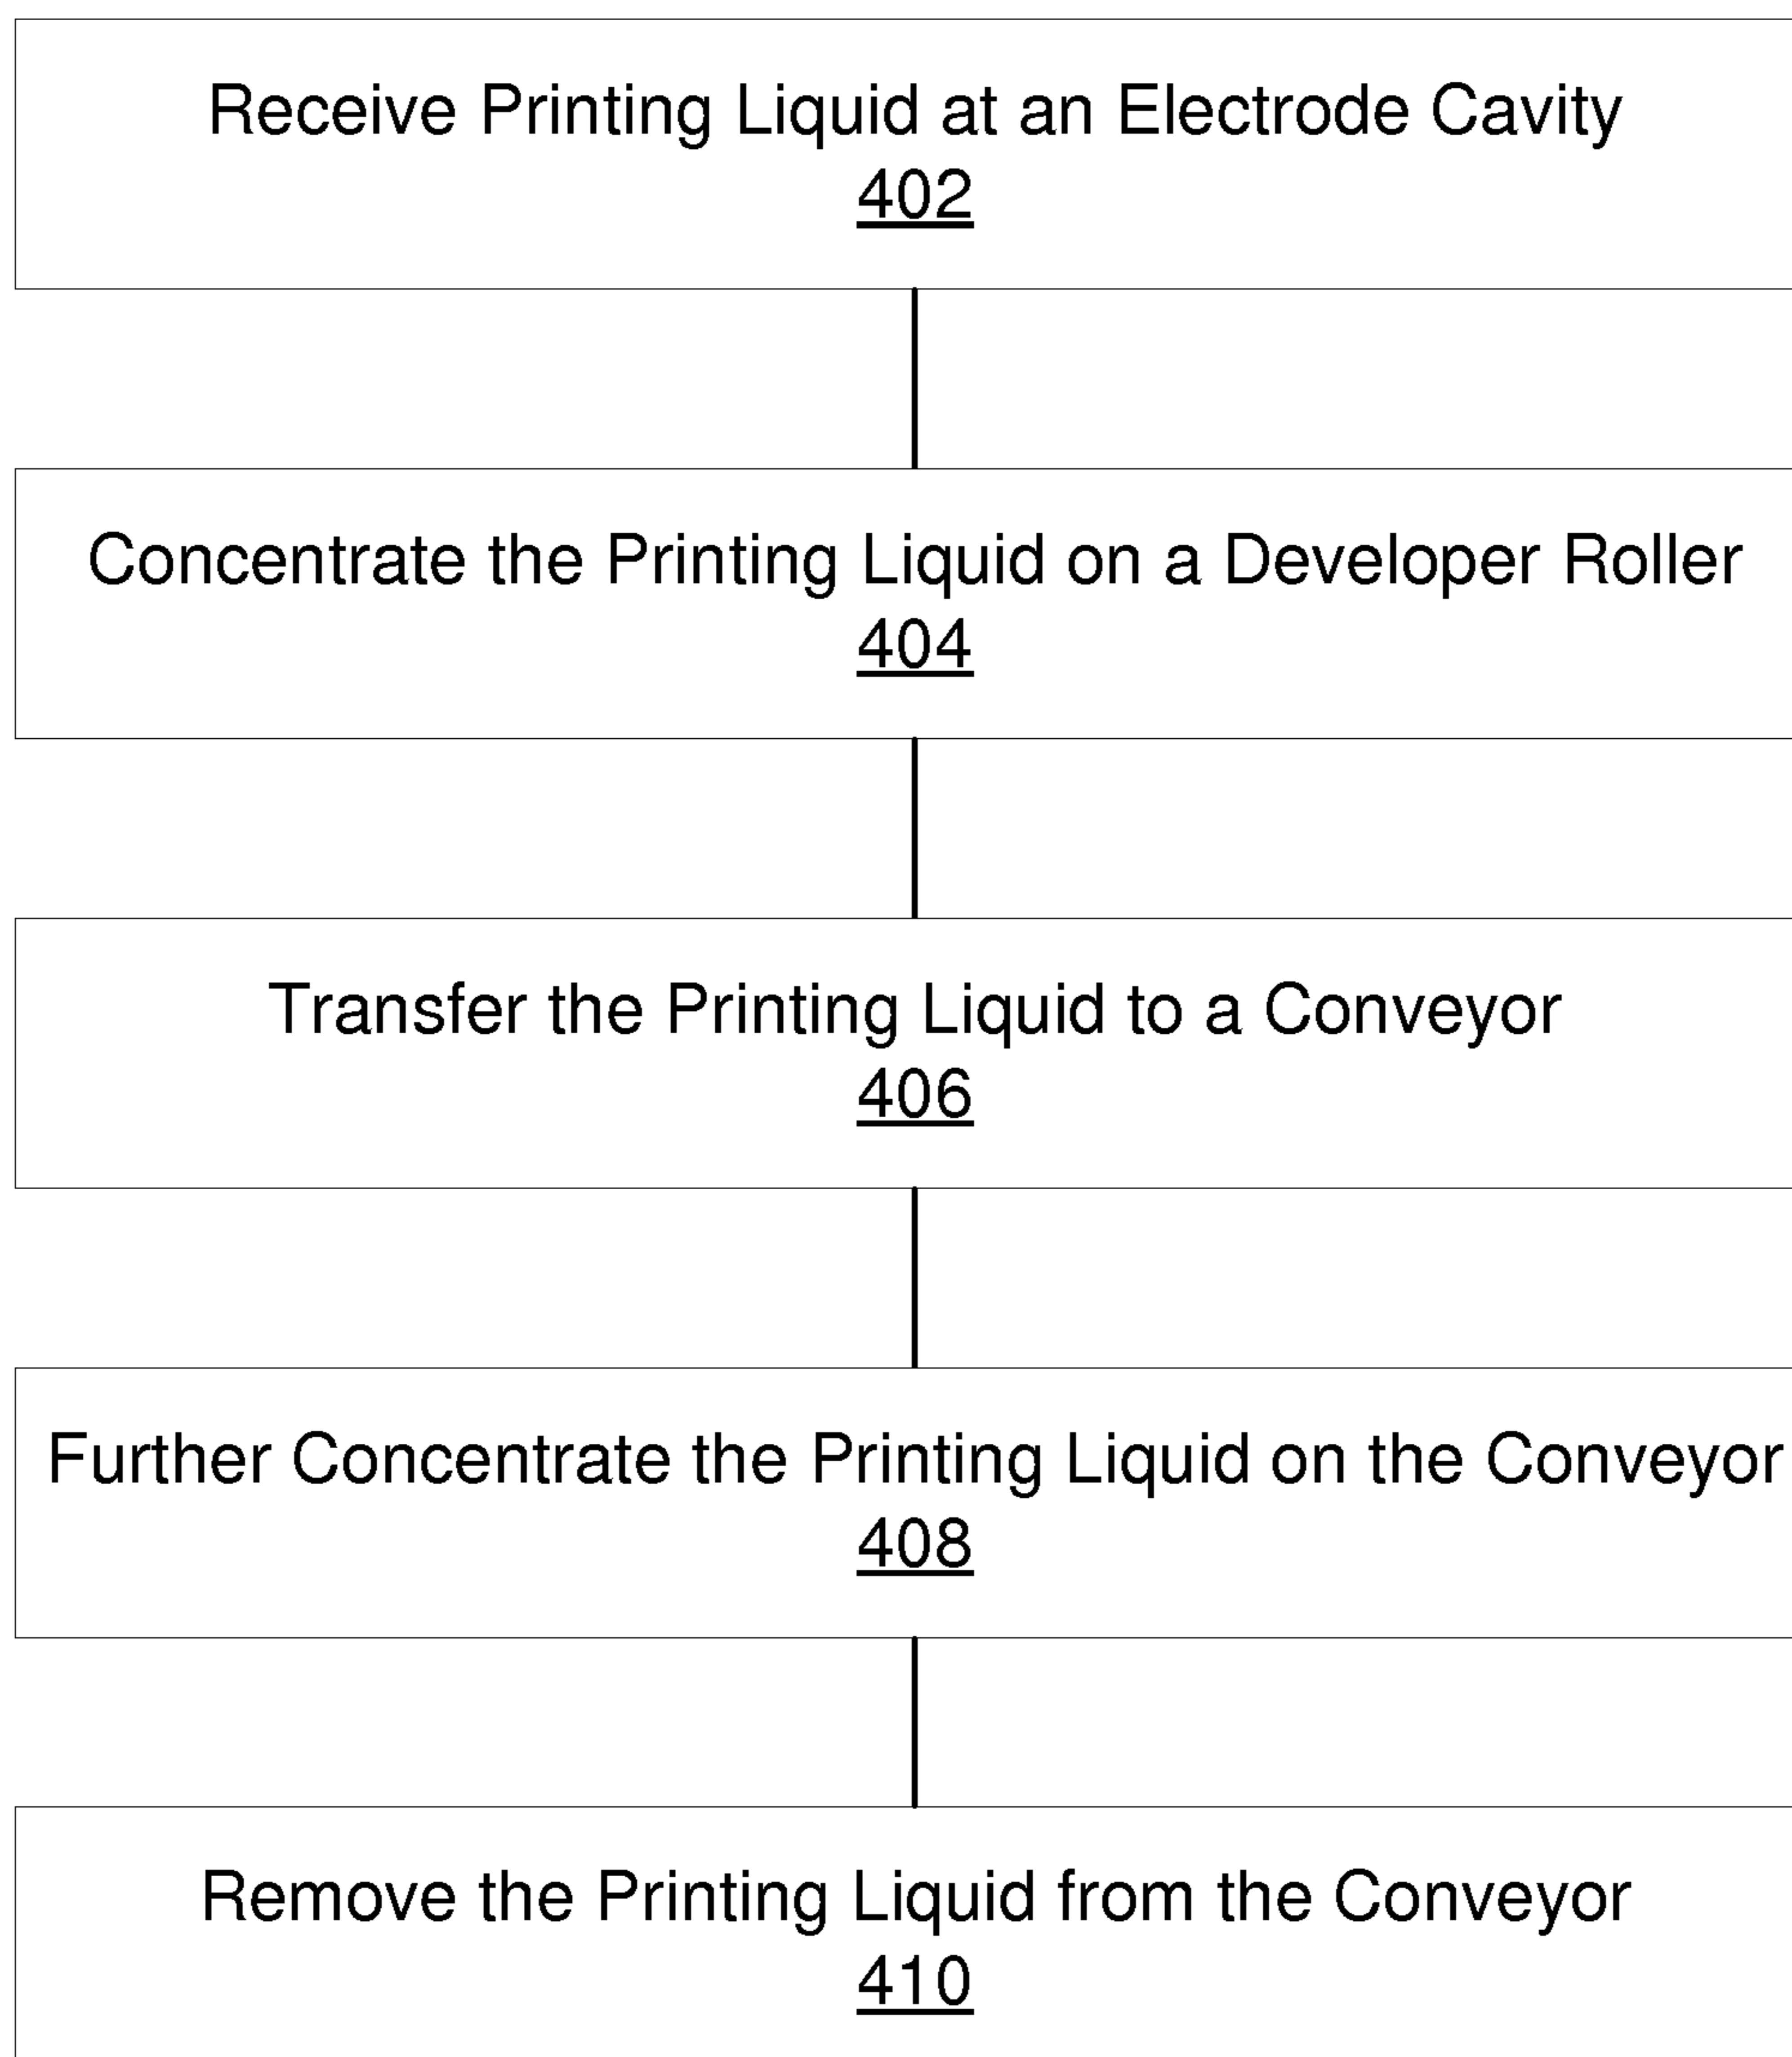 Receive Printing Liquid at an Electrode Cavity
402
Concentrate the Printing Liquid on a Developer Roller
404
Transfer the Printing Liquid to a Conveyor
406
Further Concentrate the Printing Liquid on the Conveyor
408
Remove the Printing Liquid from the Conveyor
410